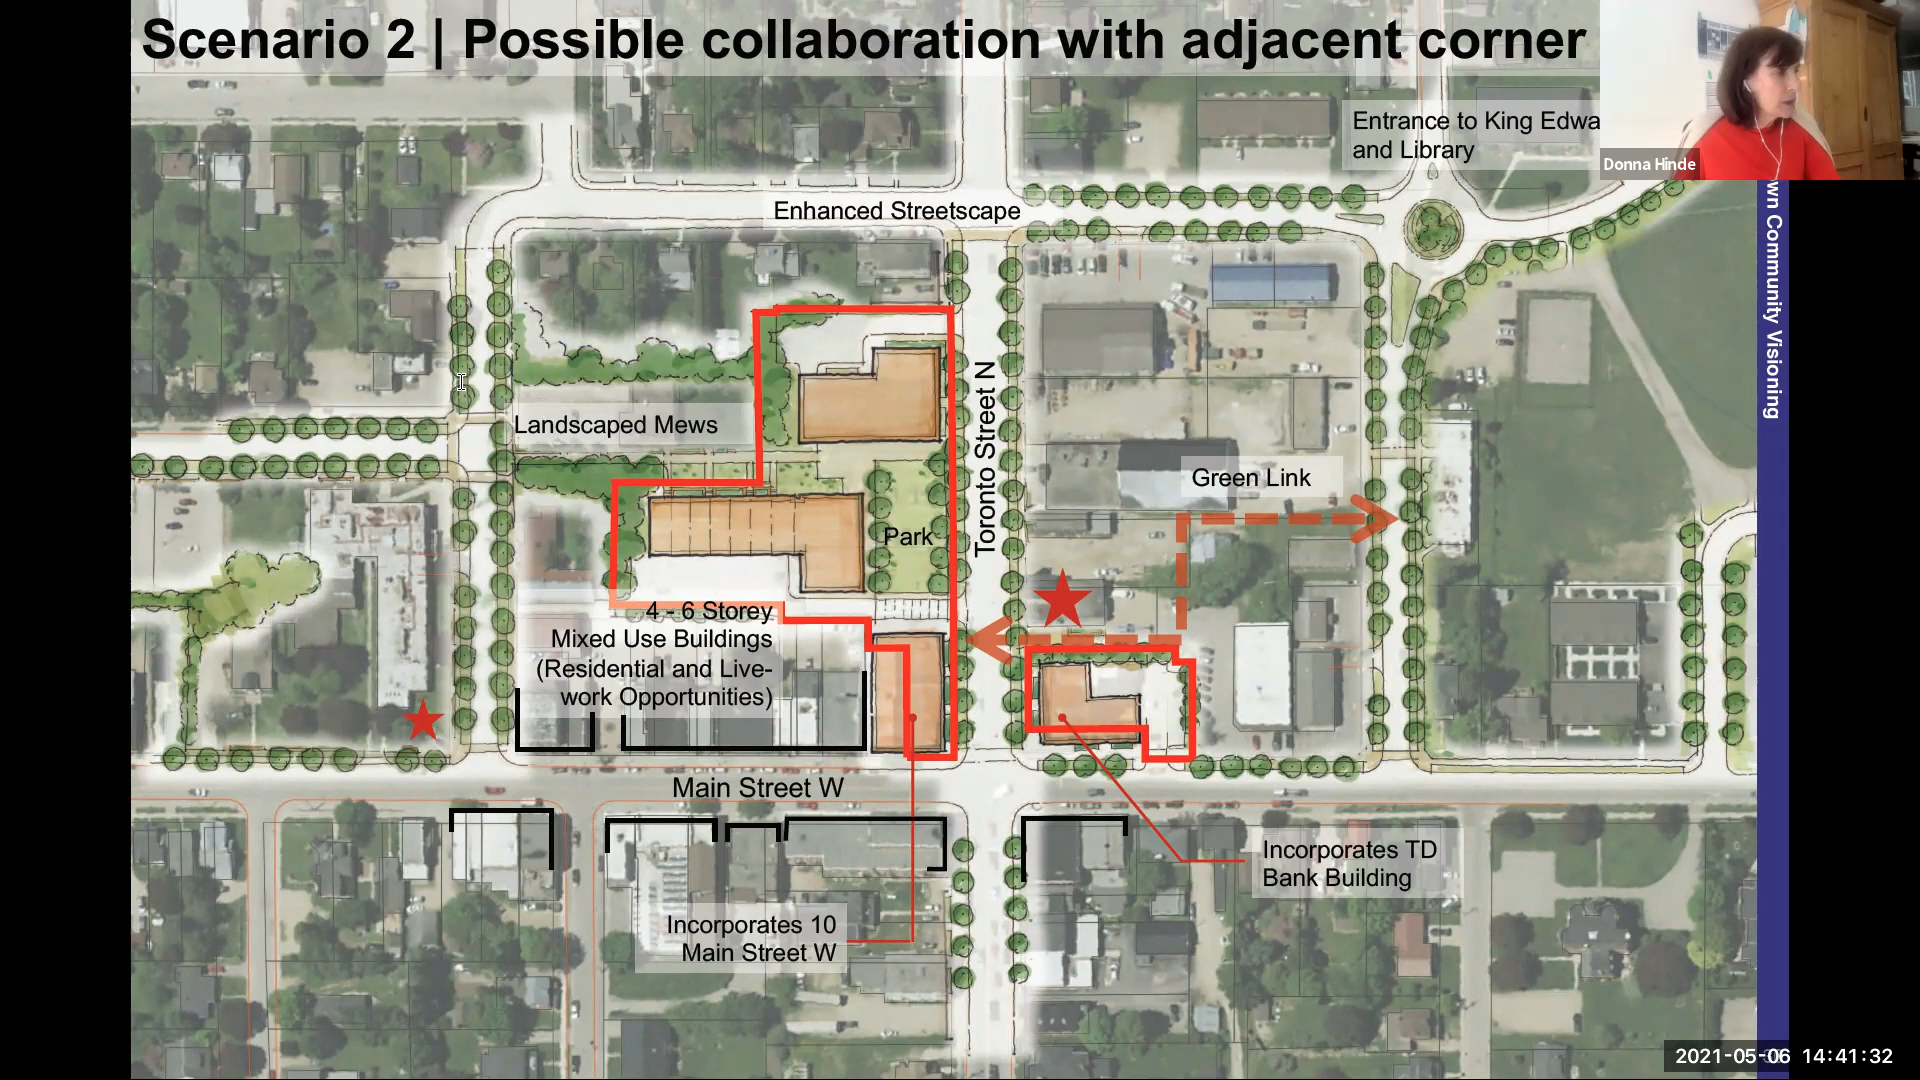 Scenario 2 | Possible collaboration with adjacent corner
Entrance to King Edwa
and Library
Donna Hinde
Enhanced Streetscape
wn Community Visioning
Landscaped Mews
Toronto Street N
Green Link
Park
4 - 6 Storey
Mixed Use Buildings
(Residential and Live-
work Opportunities)
Main Street W
Incorporates TD
Bank Building
Incorporates 10
Main Street W
2021-05-06 14:41:32